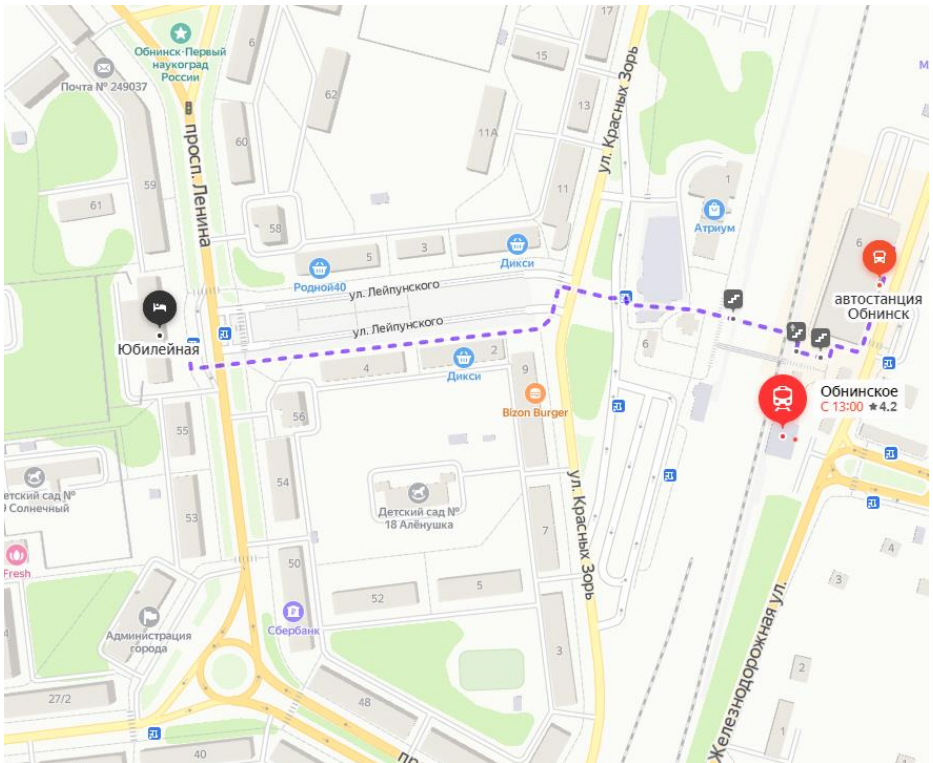 17
Обнинск-Первый
наукоград
России
6
15
Почта № 249037
62
13
ул. Красных Зорь
60
11А
просп. Ленина
59
11
1
61
58
Атриум
6
5
3
Дикси
Родной40
ул. Лейпунского
автостанция
Обнинск
ул. Лейпунского
Юбилейная
6
2
4
Дикси
9
Обнинское
С 13:00 ★4.2
Bizon Burger
56
55
54
етский сад №
Солнечный
Детский сад №
18 Алёнушка
53
7
ул. Красных Зорь
50
4
Fresh
5
3
52
Сбербанк
Администрация
города
3
2
Железнодорожная ул.
27/2
48
1
40
пр